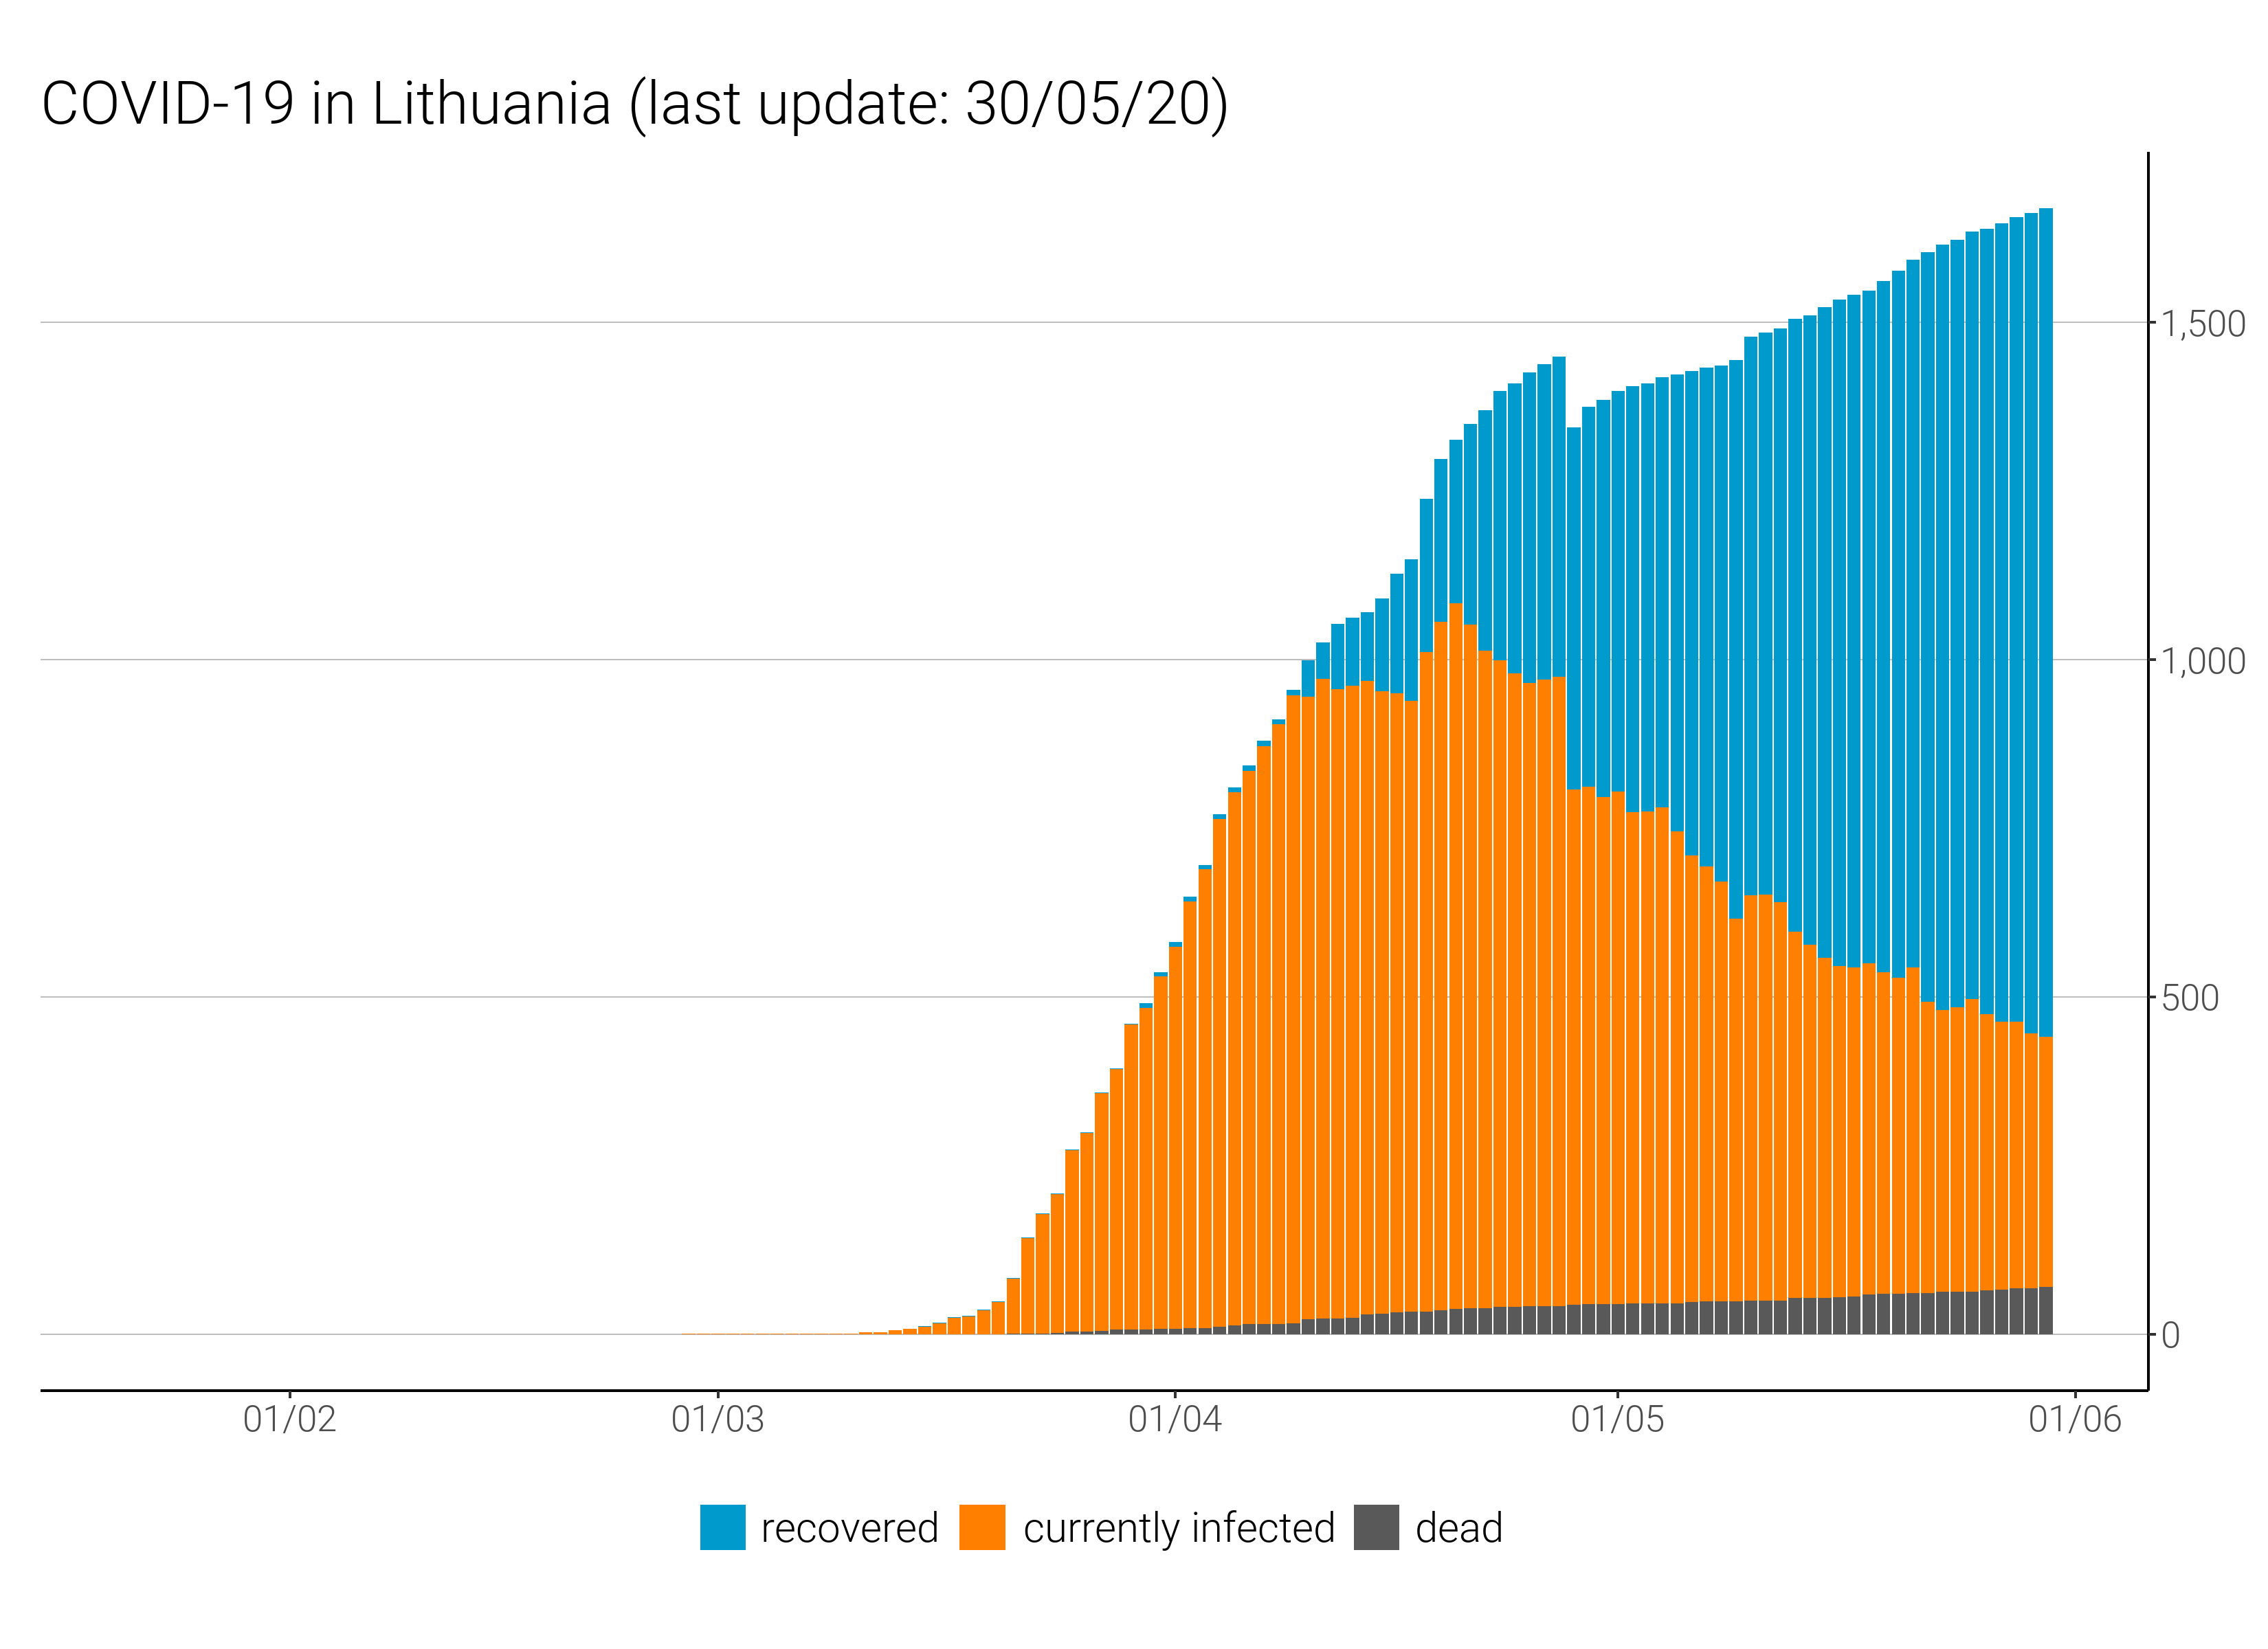 COVID-19 in Lithuania (last update: 30/05/20)
1,500
1,000
500
0
01/02 01/03 01/04 01/05 01/06
recovered currently infected dead